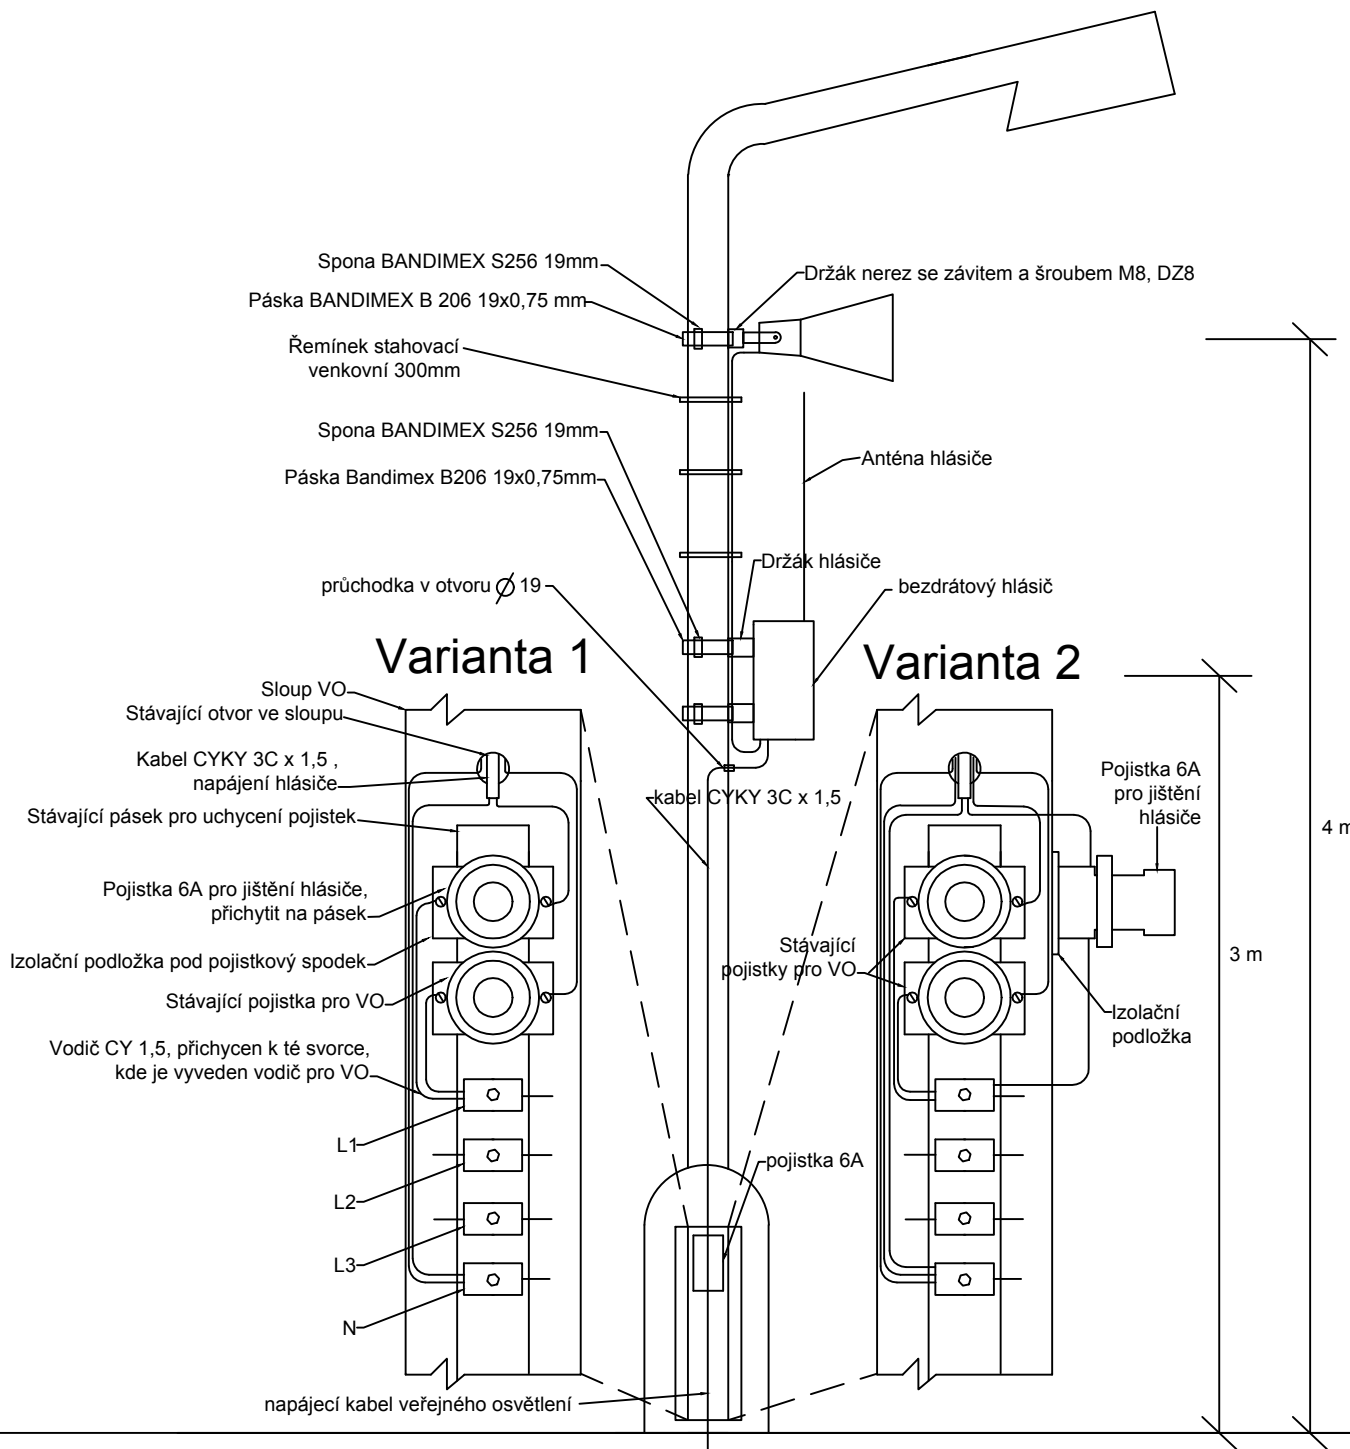 Spona BANDIMEX S256 19mm
Držák nerez se závitem a šroubem M8, DZ8
Páska BANDIMEX B 206 19x0,75 mm
Řemínek stahovací
venkovní 300mm
Spona BANDIMEX S256 19mm
Anténa hlásiče
Páska Bandimex B206 19x0,75mm
Držák hlásiče
průchodka v otvoru ∅ 19
bezdrátový hlásič
Varianta 1
Varianta 2
Sloup VO
Stávající otvor ve sloupu
Kabel CYKY 3C x 1,5 ,
napájení hlásiče
Stávající pásek pro uchycení pojistek
kabel CYKY 3C x 1,5
Pojistka 6A
pro jištění
hlásiče
4 m
Pojistka 6A pro jištění hlásiče,
přichytit na pásek
Izolační podložka pod pojistkový spodek
Stávající
pojistky pro VO
3 m
Stávající pojistka pro VO
Izolační
podložka
Vodič CY 1,5, přichycen k té svorce,
kde je vyveden vodič pro VO
L1
pojistka 6A
L2
L3
N
napájecí kabel veřejného osvětlení